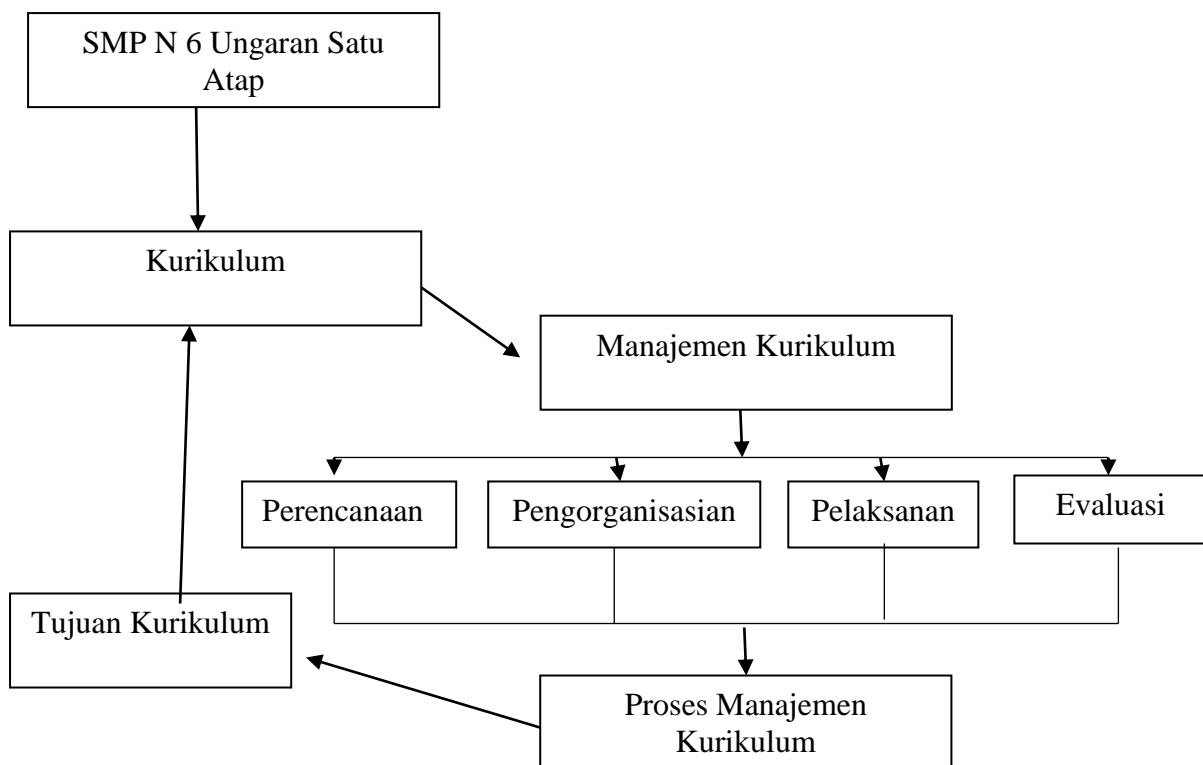 SMP N 6 Ungaran Satu
Atap
Kurikulum
Manajemen Kurikulum
Perencanaan
Pengorganisasian
Pelaksanan
Evaluasi
Tujuan Kurikulum
Proses Manajemen
Kurikulum